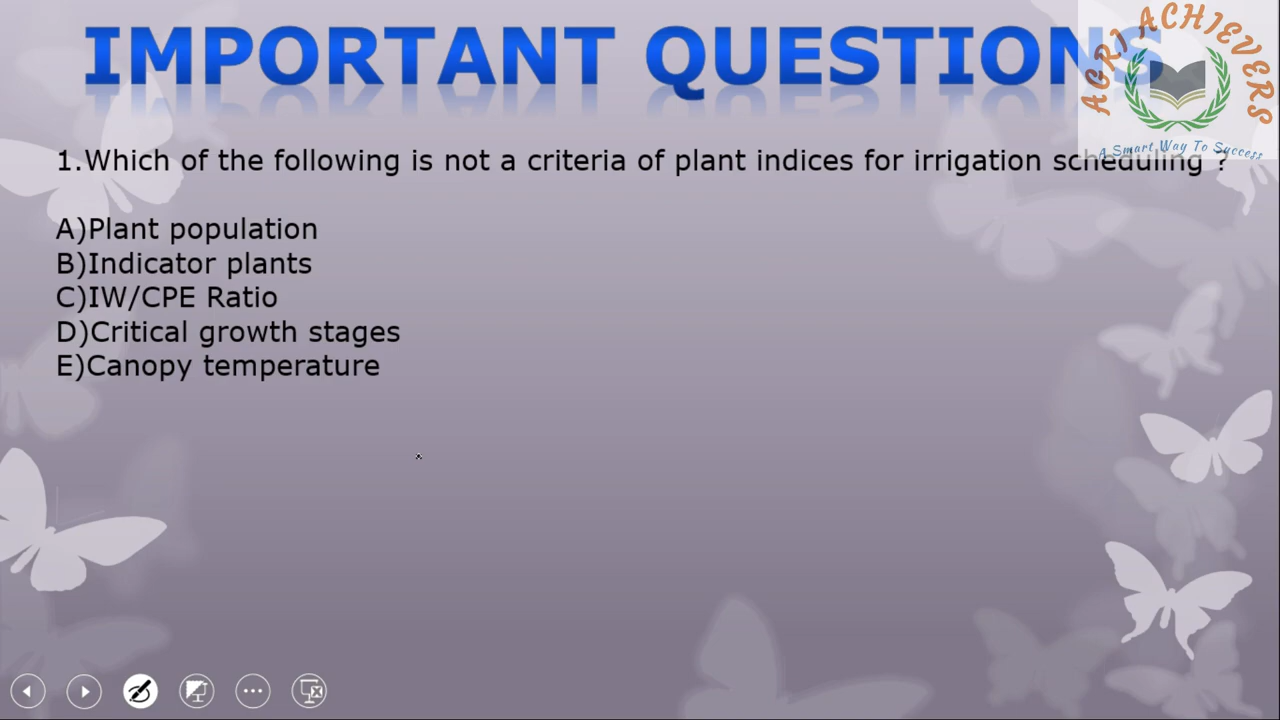 IMPORTANT QUESTIONS
AGRI ACHIEVERS
A Smart Way To Success
1.Which of the following is not a criteria of plant indices for irrigation scheduling ?
A)Plant population
B)Indicator plants
C)IW/CPE Ratio
D)Critical growth stages
E)Canopy temperature